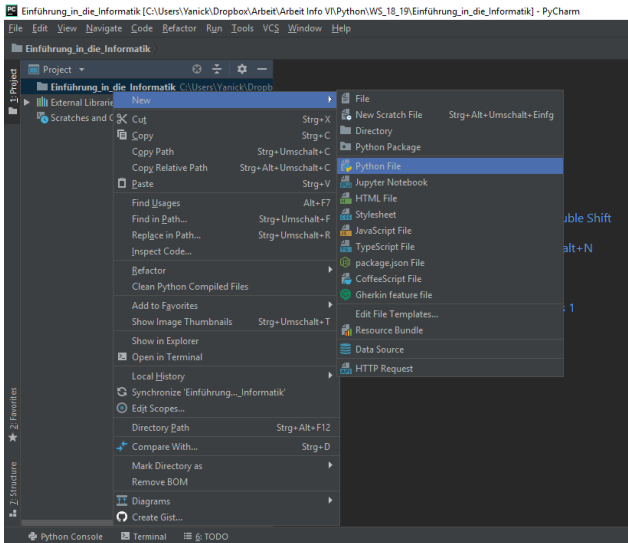 Einführung_in_die_Informatik [C:\Users\Yanick\Dropbox\Arbeit\Arbeit Info VI\Python\WS_18_19\Einführung_in_die_Informatik] - PyCharm
File Edit View Navigate Code Refactor Run Tools VCS Window Help
Einführung_in_die_Informatik
1: Project
Project
Einführung_in_die_Informatik C:\Users\Yanick\Dropb
External Librarie
Scratches and C
New
Cut Strg+X
Copy Strg+C
Copy Path Strg+Umschalt+C
Copy Relative Path Strg+Alt+Umschalt+C
Paste Strg+V
Find Usages Alt+F7
Find in Path... Strg+Umschalt+F
Replace in Path... Strg+Umschalt+R
Inspect Code...
Refactor
Clean Python Compiled Files
Add to Favorites
Show Image Thumbnails Strg+Umschalt+T
Show in Explorer
Open in Terminal
Local History
Synchronize 'Einführung..._Informatik'
Edit Scopes...
Directory Path Strg+Alt+F12
Compare With... Strg+D
Mark Directory as
Remove BOM
Diagrams
Create Gist...
File
New Scratch File Strg+Alt+Umschalt+Einfg
Directory
Python Package
Python File
Jupyter Notebook
HTML File
Stylesheet
JavaScript File
TypeScript File
package.json File
CoffeeScript File
Gherkin feature file
Edit File Templates...
Resource Bundle
Data Source
HTTP Request
uble Shift
alt+N
1
2: Favorites
7: Structure
Python Console Terminal 6: TODO